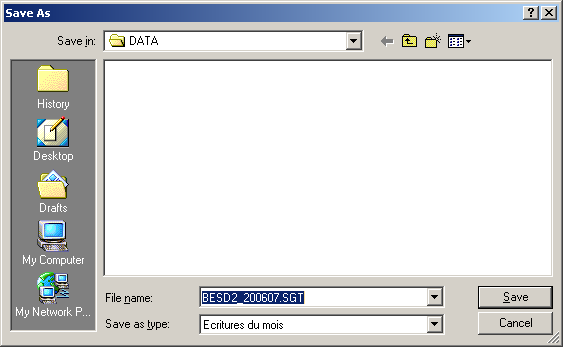 Save As
Save in: DATA
History
Desktop
Drafts
My Computer
My Network P...
File name: BESD2_200607.SGT
Save
Save as type: Ecritures du mois
Cancel